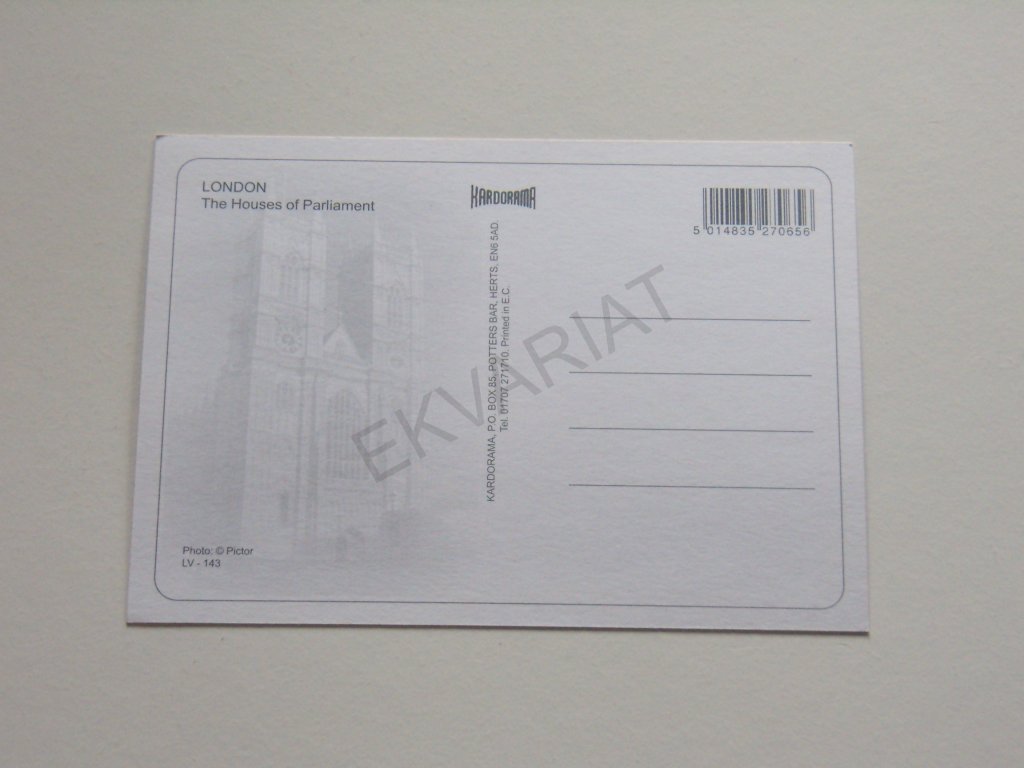 LONDON
The Houses of Parliament
KARDORAMA
5 014835 270656
KARDORAMA, P.O. BOX 85, POTTERS BAR, HERTS, EN6 5AD.
Tel. 01707 271710. Printed in E.C.
EKVARIAT
Photo: © Pictor
LV - 143